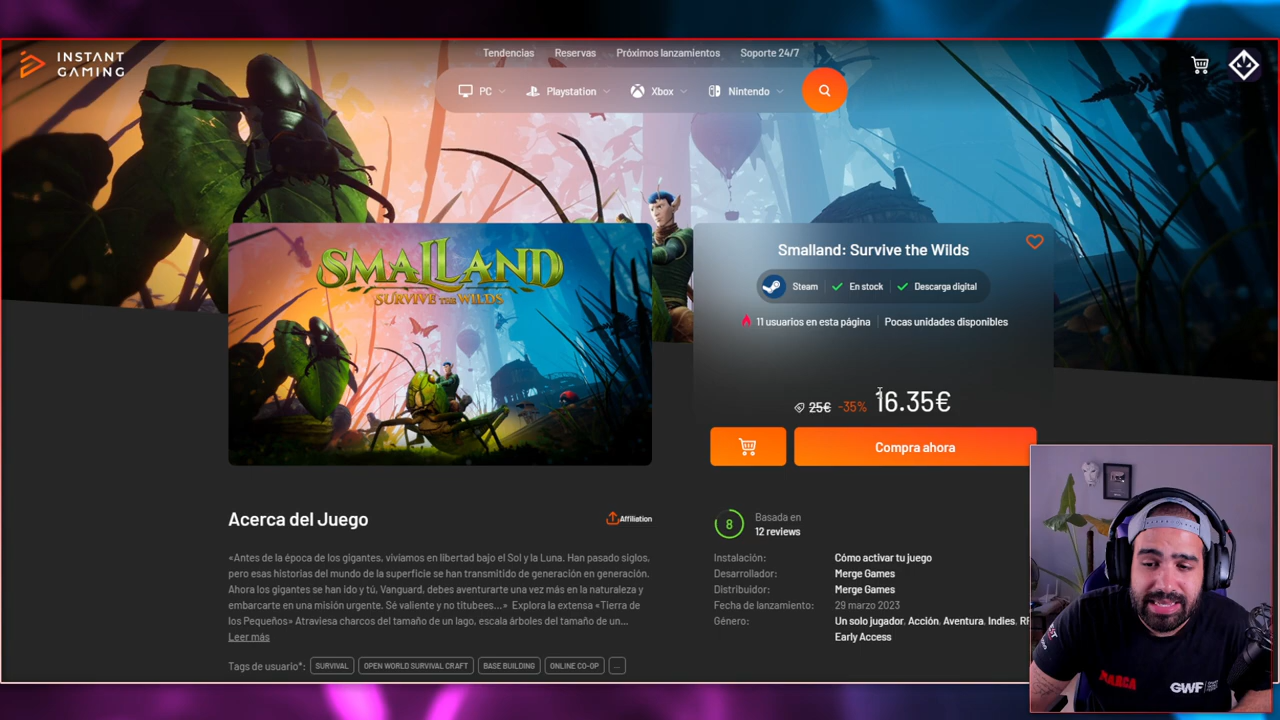 INSTANT
GAMING
Tendencias
Reservas
Próximos lanzamientos
Soporte 24/7
PC
Playstation
Xbox
Nintendo
SMALLAND
SURVIVE THE WILDS
Smalland: Survive the Wilds
Steam
En stock
Descarga digital
11 usuarios en esta página
Pocas unidades disponibles
25€ -35% 16.35€
Compra ahora
Acerca del Juego
Affiliation
«Antes de la época de los gigantes, vivíamos en libertad bajo el Sol y la Luna. Han pasado siglos,
pero esas historias del mundo de la superficie se han transmitido de generación en generación.
Ahora los gigantes se han ido y tú, Vanguard, debes aventurarte una vez más en la naturaleza y
embarcarte en una misión urgente. Sé valiente y no titubees...» Explora la extensa «Tierra de
los Pequeños» Atraviesa charcos del tamaño de un lago, escala árboles del tamaño de un...
Leer más
Tags de usuario*:
SURVIVAL
OPEN WORLD SURVIVAL CRAFT
BASE BUILDING
ONLINE CO-OP
...
8
Basada en
12 reviews
Instalación: Cómo activar tu juego
Desarrollador: Merge Games
Distribuidor: Merge Games
Fecha de lanzamiento: 29 marzo 2023
Género: Un solo jugador, Acción, Aventura, Indies,
Early Access
MARCA
GWF